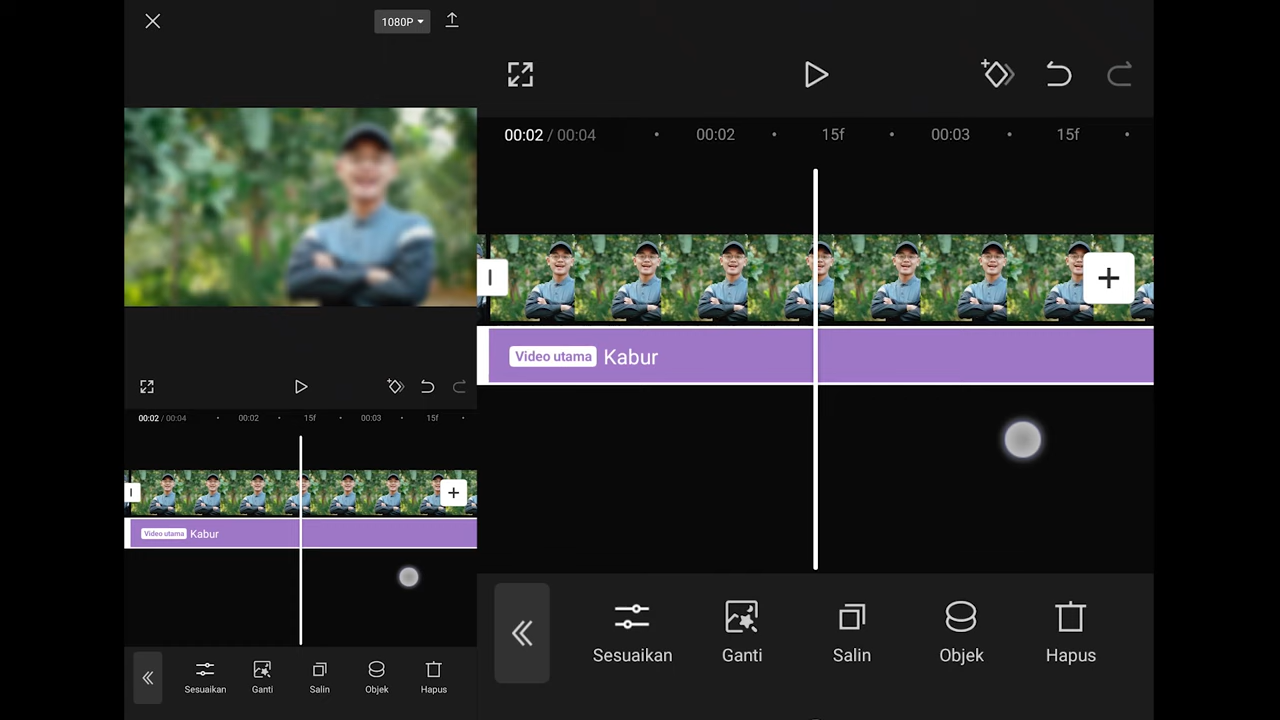 1080P
00:02 / 00:04
00:02
15f
00:03
15f
Video utama Kabur
Sesuaikan
Ganti
Salin
Objek
Hapus
00:02 / 00:04
00:02
15f
00:03
15f
Video utama Kabur
Sesuaikan
Ganti
Salin
Objek
Hapus